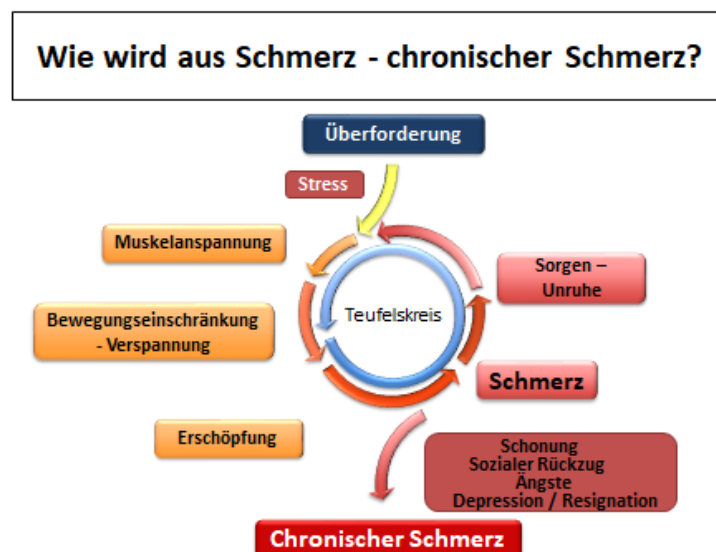 Wie wird aus Schmerz - chronischer Schmerz?
Überforderung
Stress
Muskelanspannung
Sorgen –
Unruhe
Teufelskreis
Bewegungseinschränkung
- Verspannung
Schmerz
Erschöpfung
Schonung
Sozialer Rückzug
Ängste
Depression / Resignation
Chronischer Schmerz